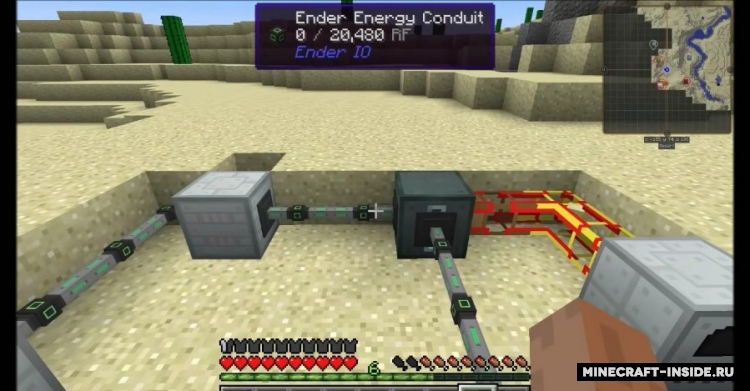 Ender Energy Conduit
0 / 20,480 RF
Ender IO
6
MINECRAFT-INSIDE.RU